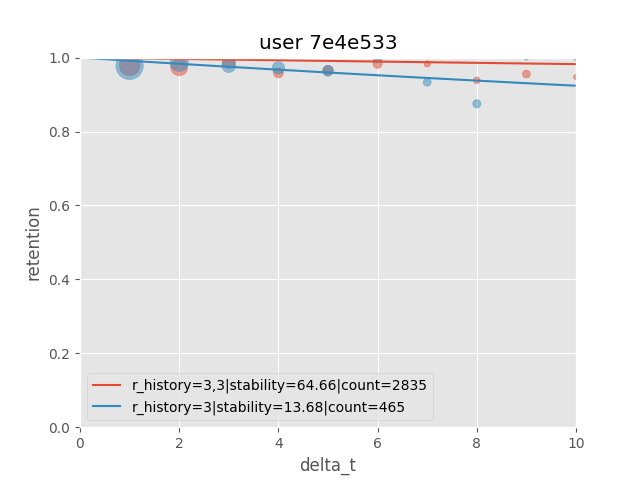 user 7e4e533
1.0
0.8
0.6
0.4
0.2
0.0
retention
r_history=3,3|stability=64.66|count=2835
r_history=3|stability=13.68|count=465
0 2 4 6 8 10
delta_t